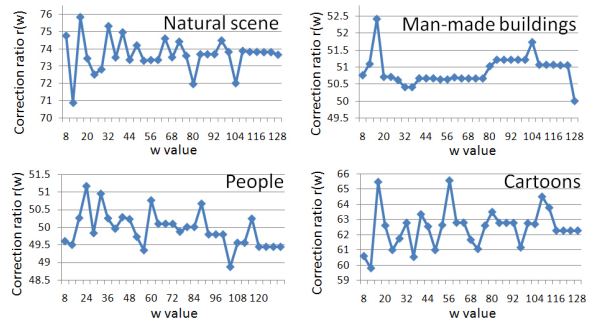 Natural scene
Correction ratio r(w)
77
76
75
74
73
72
71
70
8 20 32 44 56 68 80 92 104 116 128
w value
Man-made buildings
Correction ratio r(w)
52.5
52
51.5
51
50.5
50
49.5
8 20 32 44 56 68 80 92 104 116 128
w value
People
Correction ratio r(w)
51.5
51
50.5
50
49.5
49
48.5
8 24 36 48 60 72 84 96 108 120
w value
Cartoons
Correction ratio r(w)
66
65
64
63
62
61
60
59
8 20 32 44 56 68 80 92 104 116 128
w value